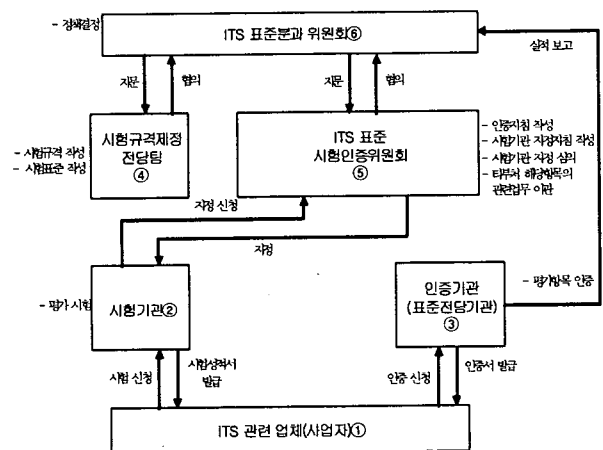 - 정책결정
ITS 표준분과 위원회⑥
실적 보고
자문
협의
자문
협의
시험규격제정
전담팀
④
- 시험규격 작성
- 시험표준 작성
ITS 표준
시험인증위원회
⑤
- 인증지침 작성
- 시험기관 지정지침 작성
- 시험기관 지정 심의
- 타부처 해당항목의
관련업무 이관
지정 신청
지정
- 평가 시험
시험기관②
인증기관
(표준전담기관)
③
- 평가항목 인증
시험 신청
시험성적서
발급
인증 신청
인증서 발급
ITS 관련 업체(사업자)①